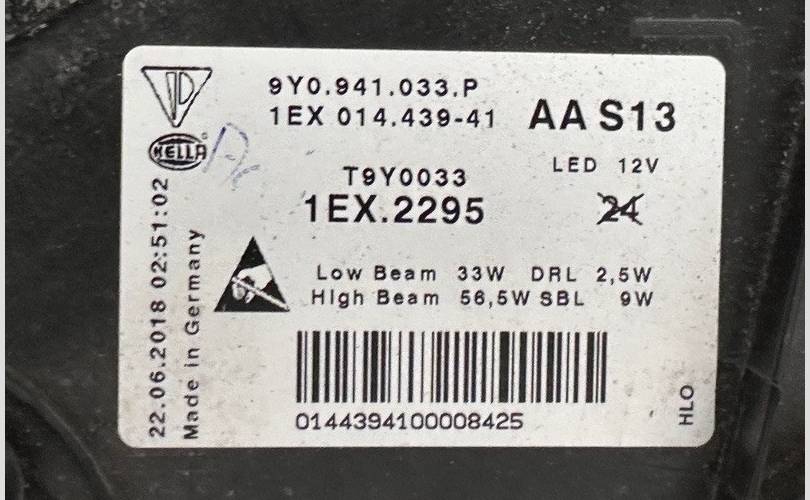 9Y0.941.033.P
1EX 014.439-41
AA S13
HELLA
T9Y0033
LED 12V
1EX.2295
24
22.06.2018 02:51:02
Made in Germany
Low Beam 33W DRL 2,5W
High Beam 56,5W SBL 9W
0144394100008425
HLO